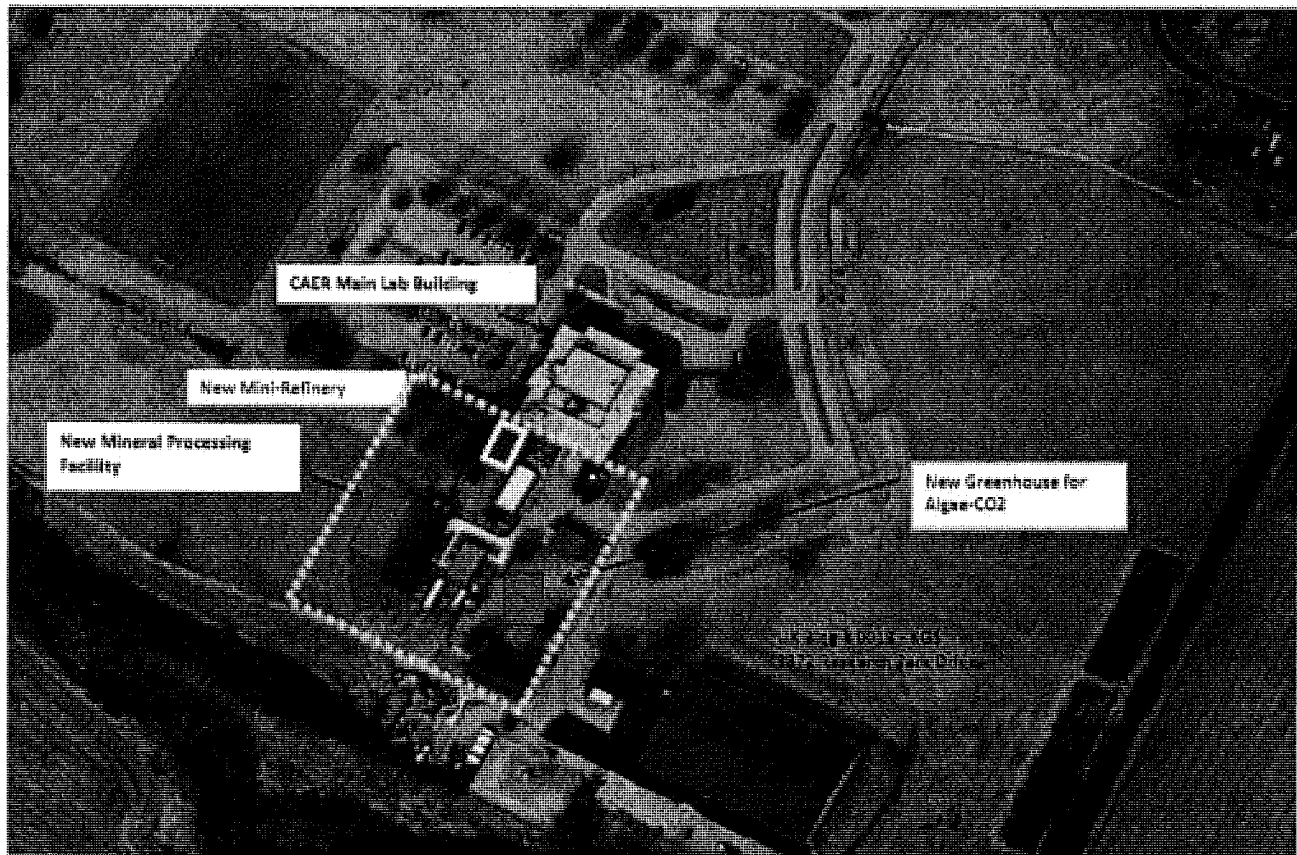 CAER Main Lab Building
New Mini-Refinery
New Mineral Processing
Facility
New Greenhouse for
Algae-CO2